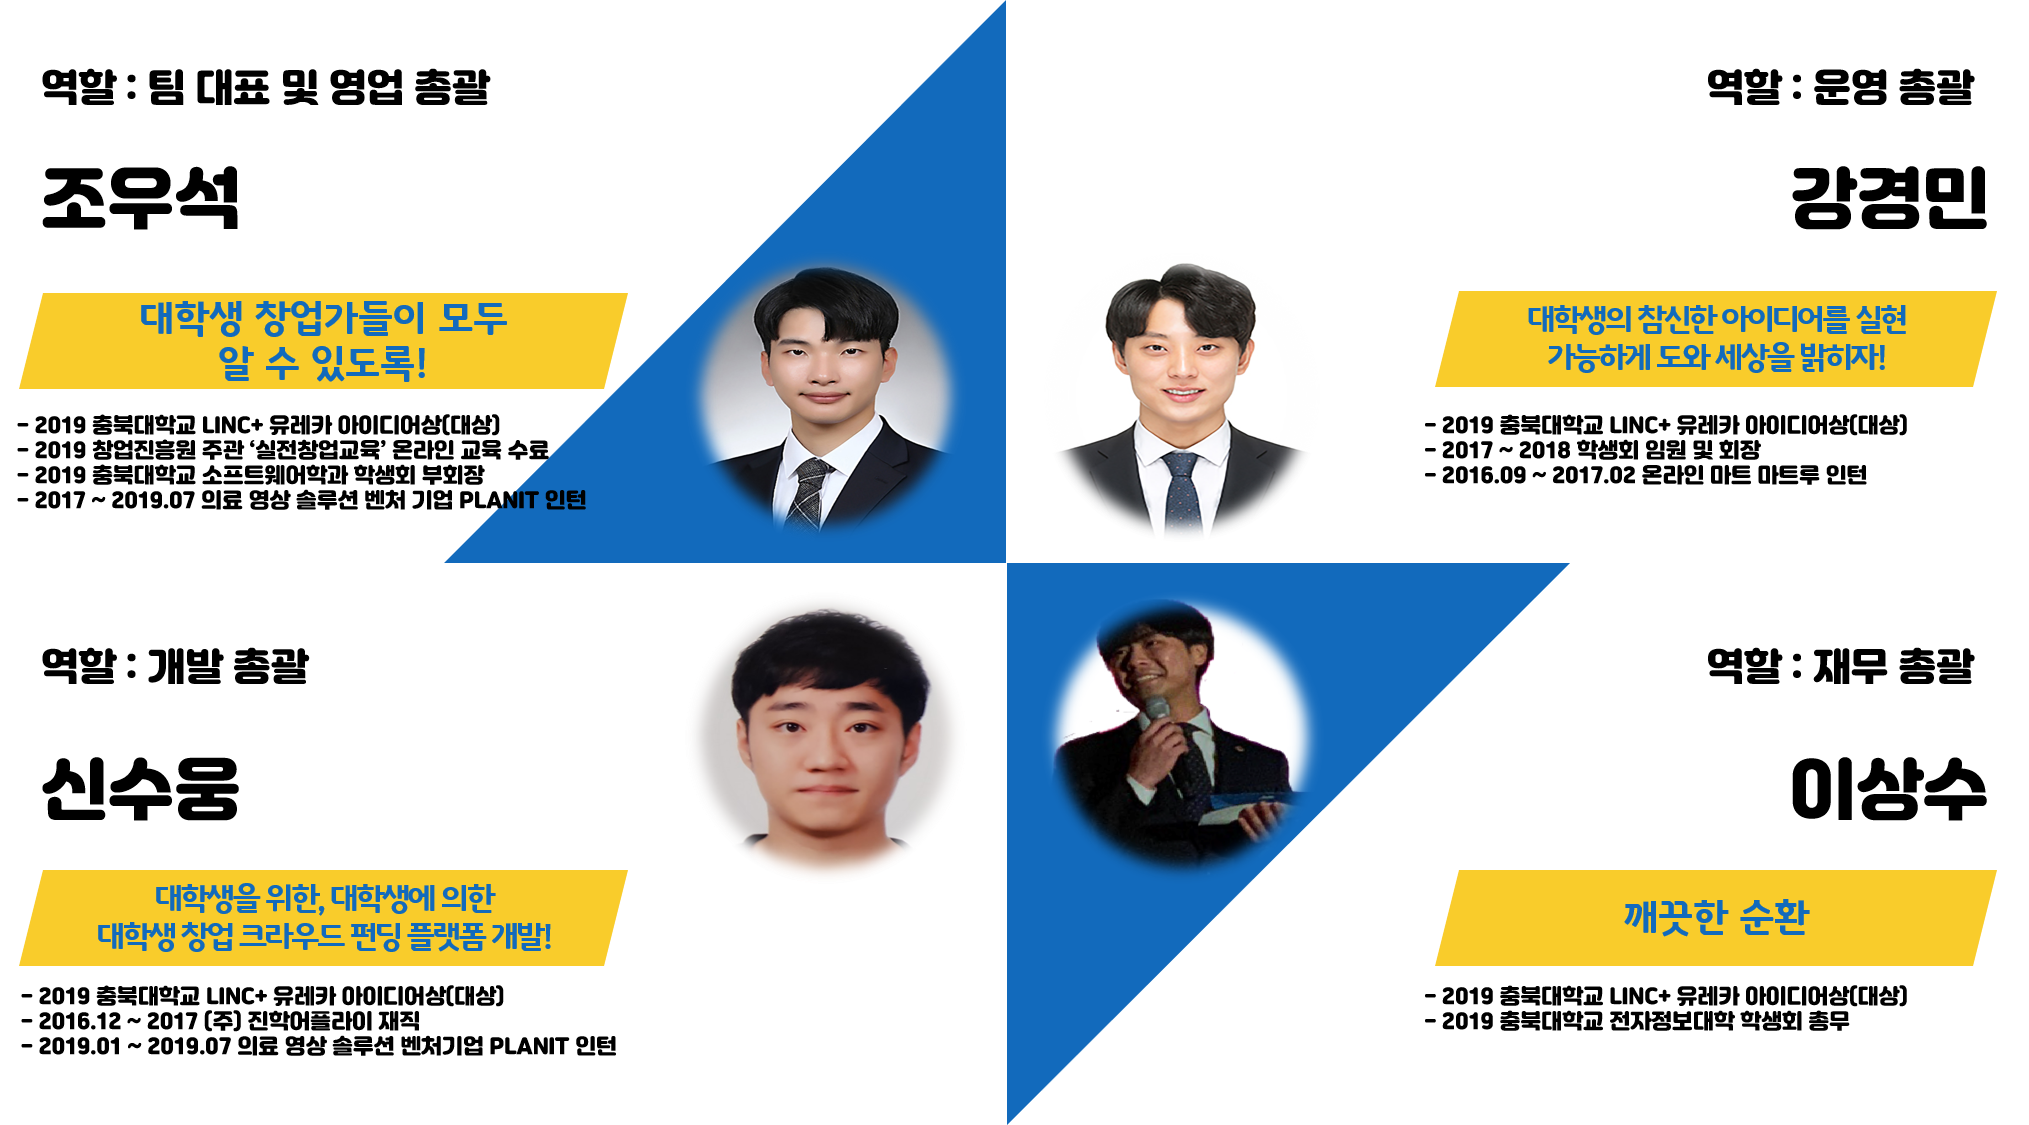 역할 : 팀 대표 및 영업 총괄
조우석
대학생 창업가들이 모두
알 수 있도록!
- 2019 충북대학교 LINC+ 유레카 아이디어상(대상)
- 2019 창업진흥원 주관 ‘실전창업교육’ 온라인 교육 수료
- 2019 충북대학교 소프트웨어학과 학생회 부회장
- 2017 ~ 2019.07 의료 영상 솔루션 벤처 기업 PLANIT 인턴
역할 : 운영 총괄
강경민
대학생의 참신한 아이디어를 실현
가능하게 도와 세상을 밝히자!
- 2019 충북대학교 LINC+ 유레카 아이디어상(대상)
- 2017 ~ 2018 학생회 임원 및 회장
- 2016.09 ~ 2017.02 온라인 마트 마트루 인턴
역할 : 개발 총괄
신수웅
대학생을 위한, 대학생에 의한
대학생 창업 크라우드 펀딩 플랫폼 개발!
- 2019 충북대학교 LINC+ 유레카 아이디어상(대상)
- 2016.12 ~ 2017 (주) 진학어플라이 재직
- 2019.01 ~ 2019.07 의료 영상 솔루션 벤처기업 PLANIT 인턴
역할 : 재무 총괄
이상수
깨끗한 순환
- 2019 충북대학교 LINC+ 유레카 아이디어상(대상)
- 2019 충북대학교 전자정보대학 학생회 총무